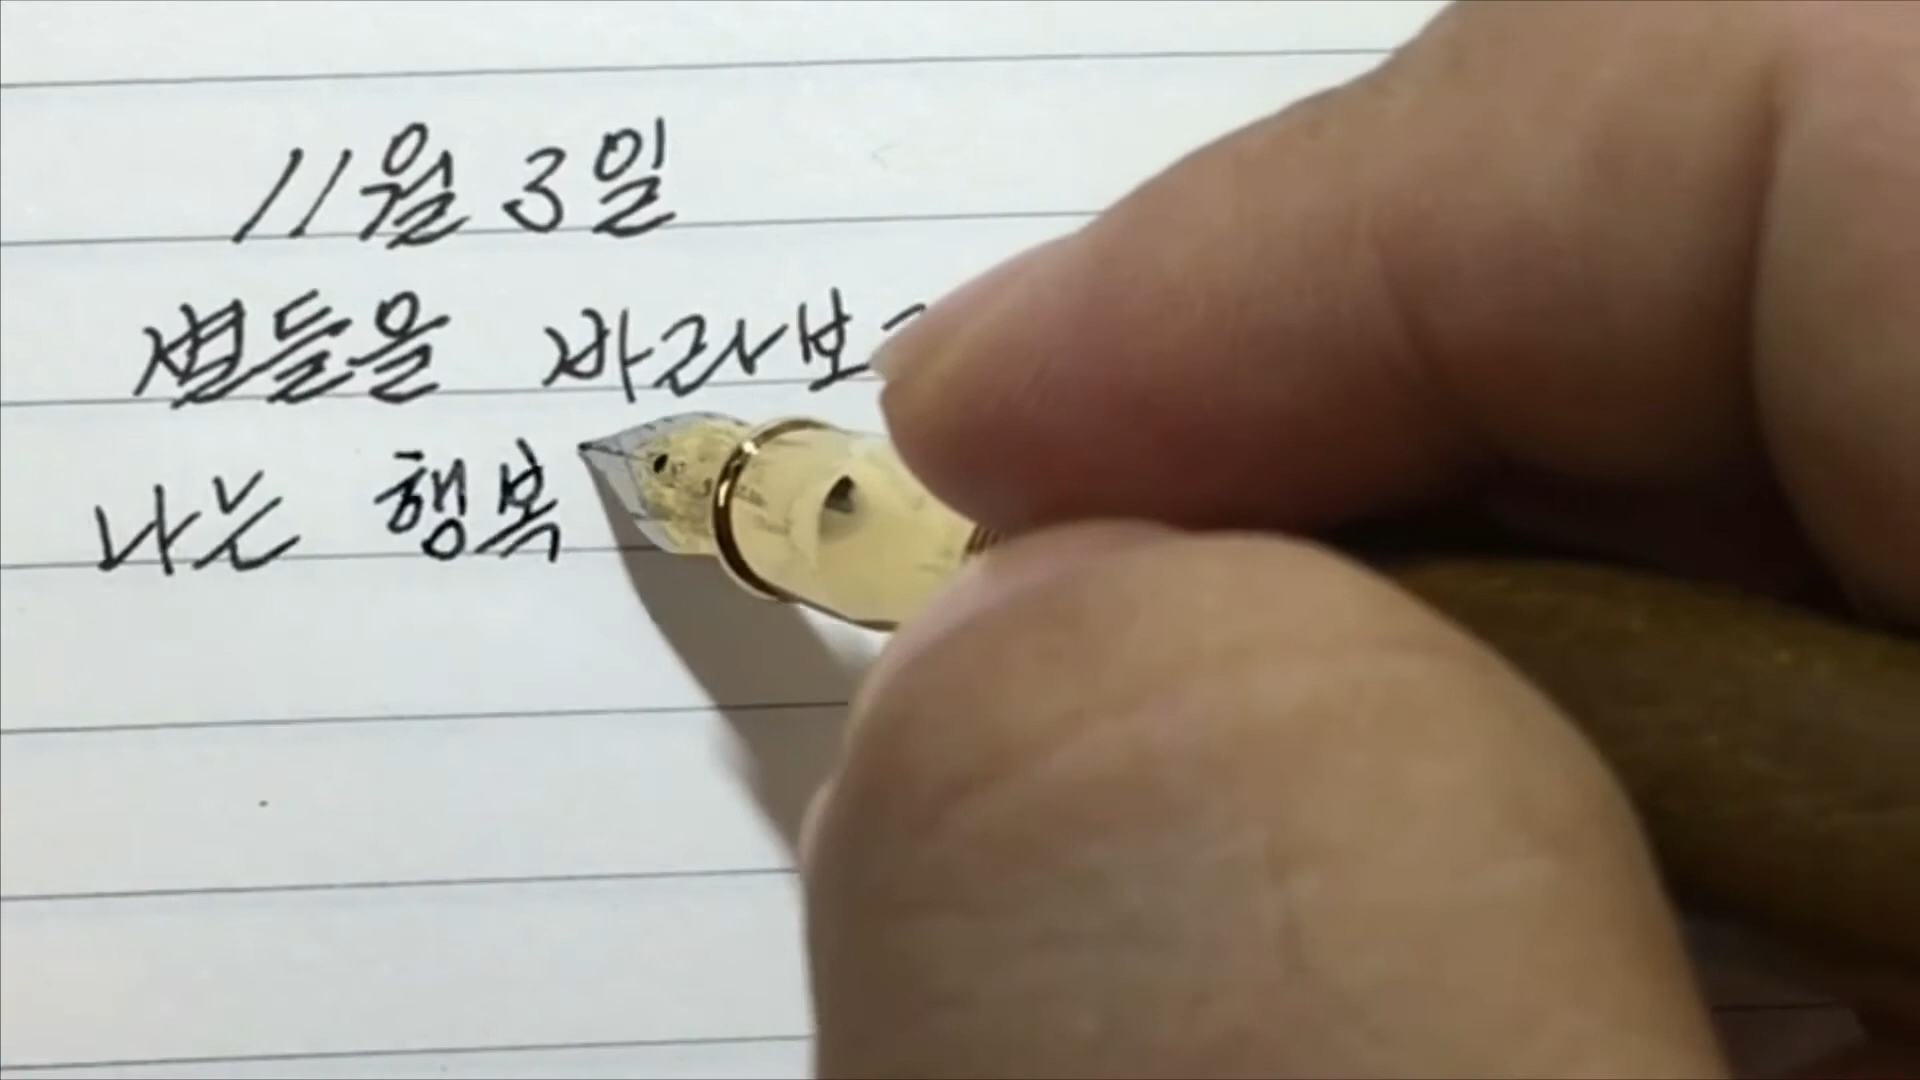 11월 3일
별들을 바라보
나는 행복